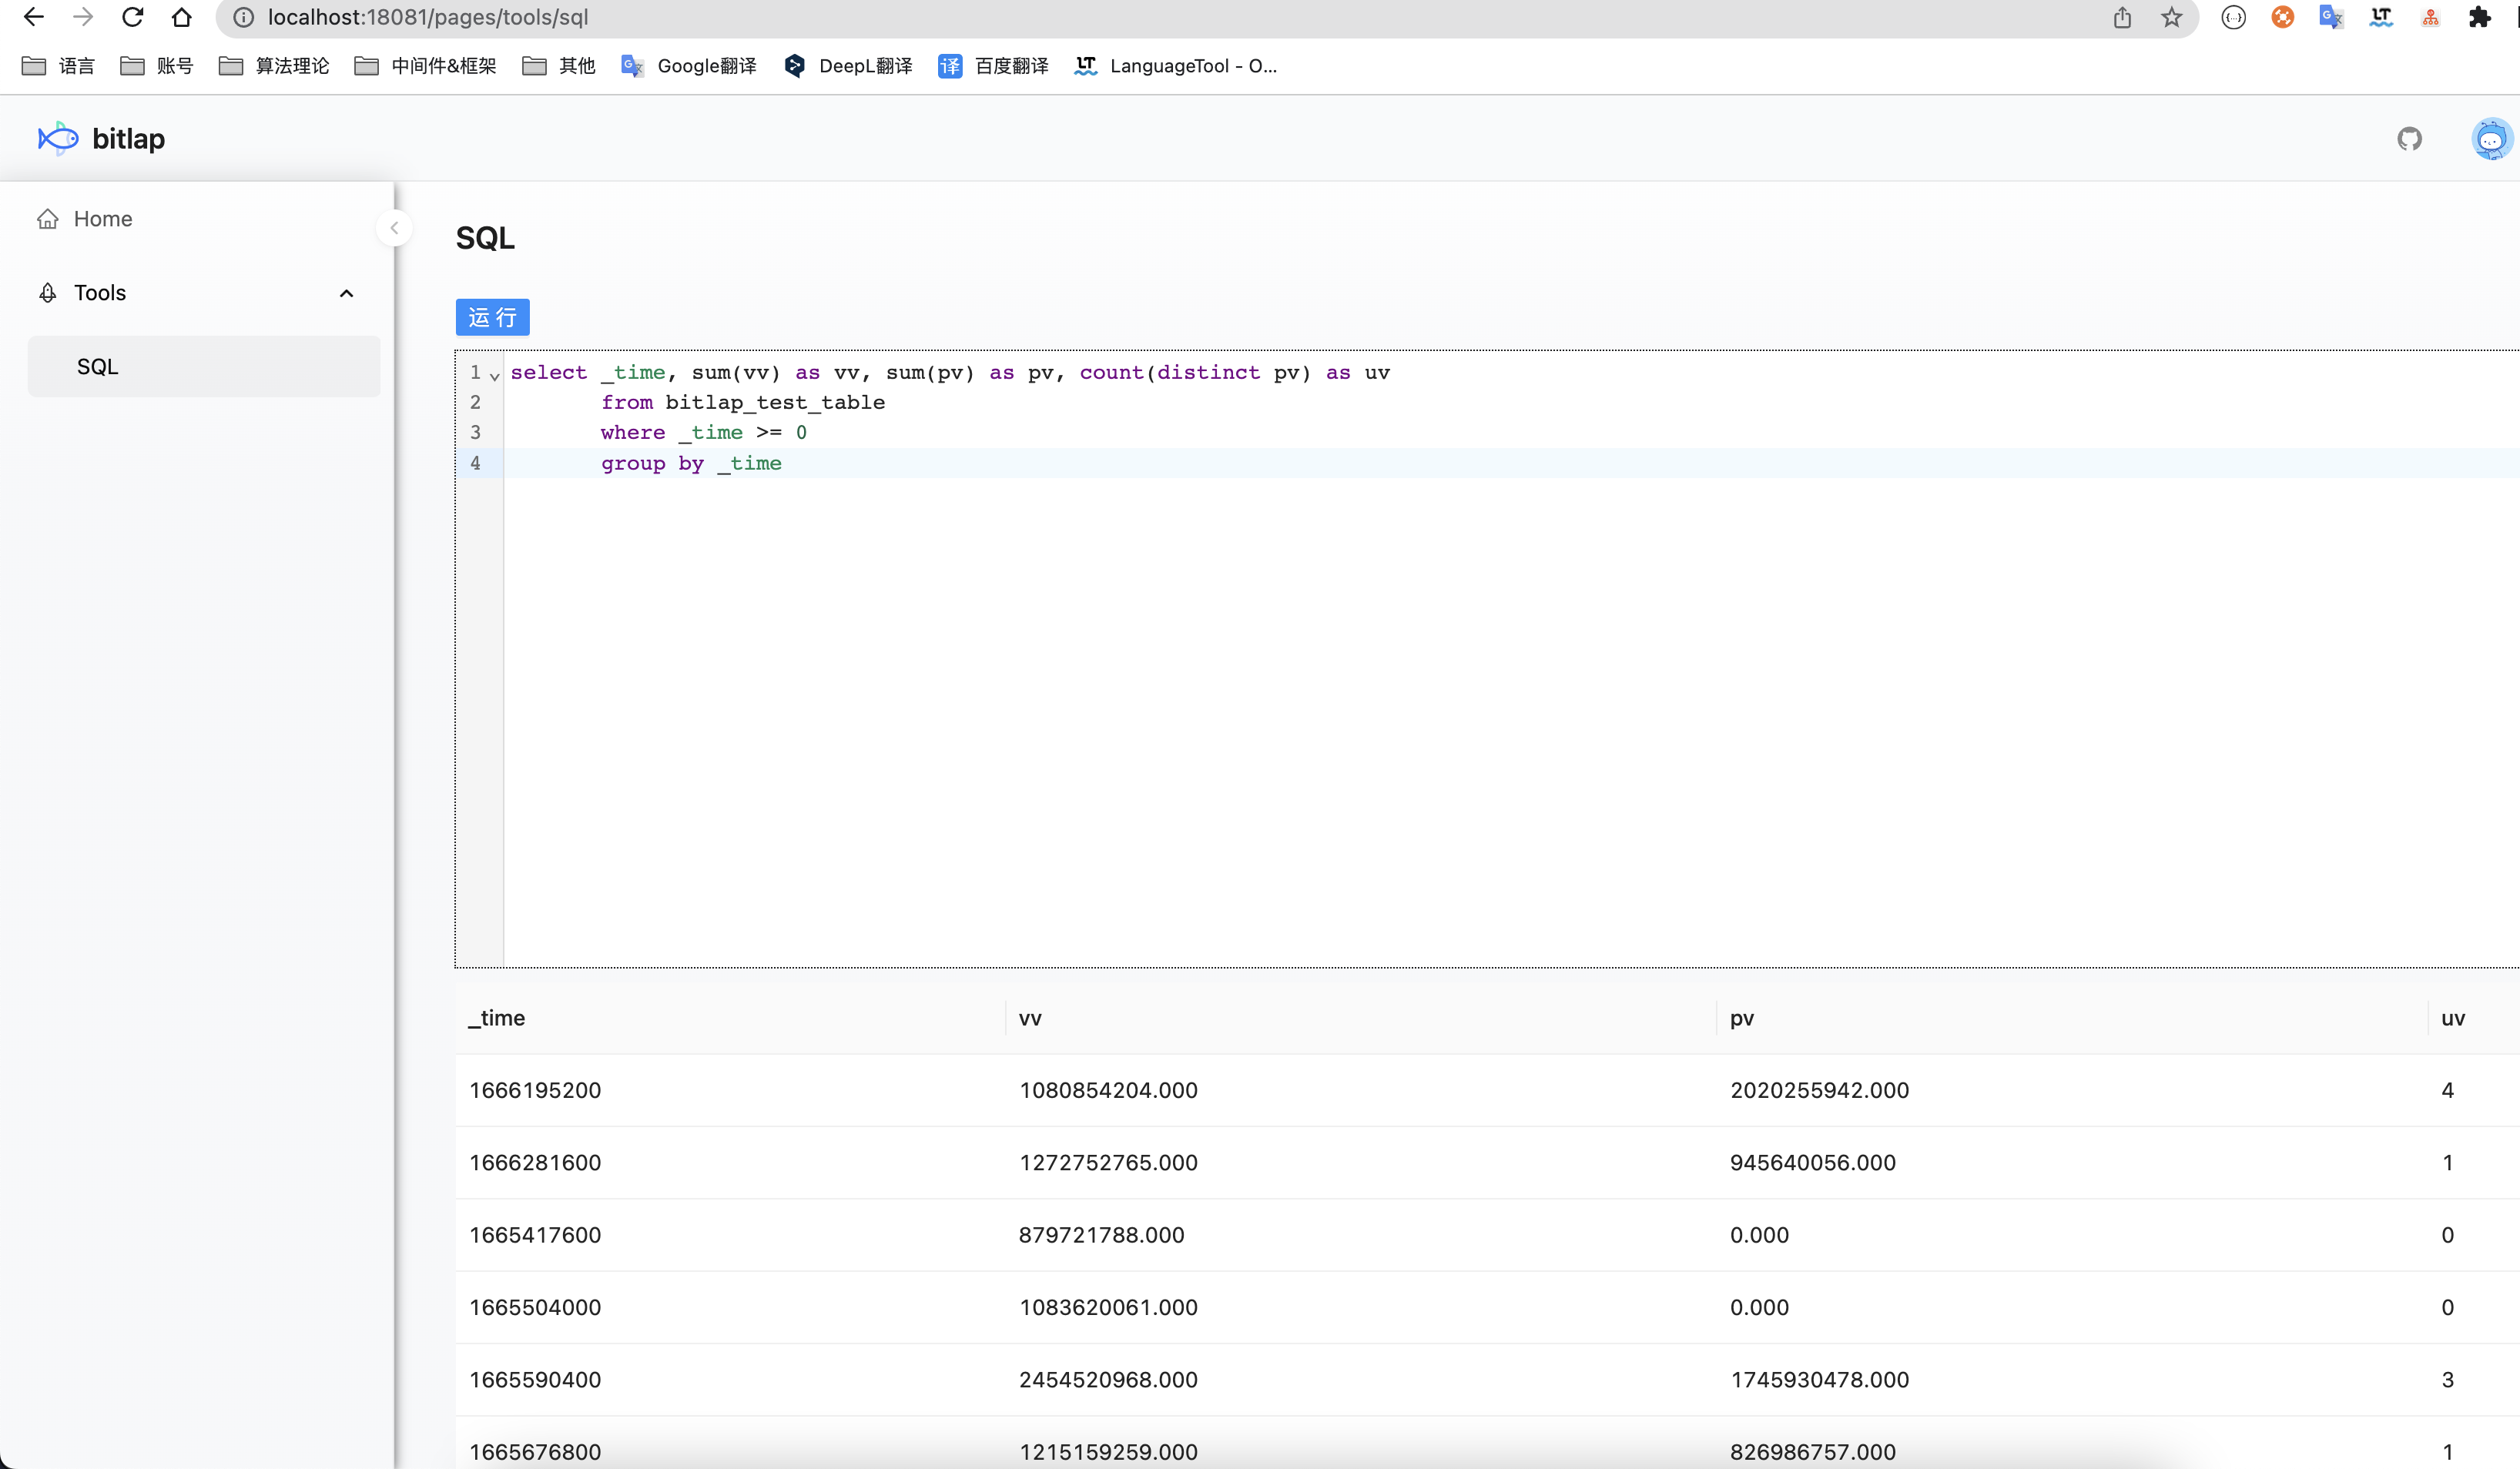 localhost:18081/pages/tools/sql
语言 账号 算法理论 中间件&框架 其他 Google翻译 DeepL翻译 译 百度翻译 LT LanguageTool - O...
bitlap
Home
Tools
SQL
SQL
运 行
1 select _time, sum(vv) as vv, sum(pv) as pv, count(distinct pv) as uv
2 from bitlap_test_table
3 where _time >= 0
4 group by _time
_time vv pv uv
1666195200 1080854204.000 2020255942.000 4
1666281600 1272752765.000 945640056.000 1
1665417600 879721788.000 0.000 0
1665504000 1083620061.000 0.000 0
1665590400 2454520968.000 1745930478.000 3
1665676800 1215159259.000 826986757.000 1